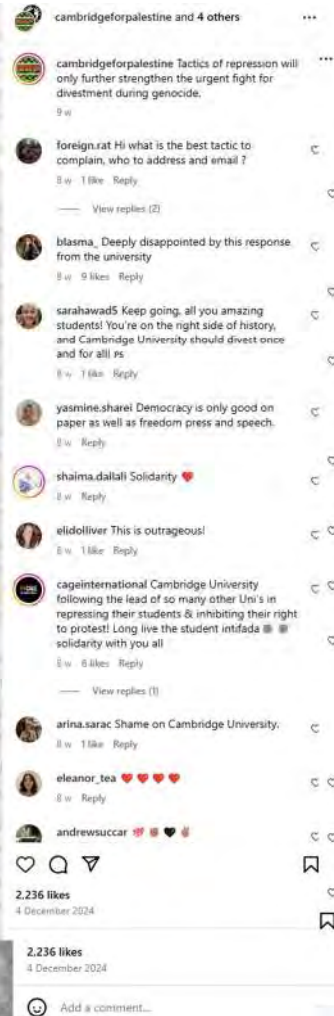 cambridgeforpalestine and 4 others
cambridgeforpalestine Tactics of repression will
only further strengthen the urgent fight for
divestment during genocide.
9 w
foreign.rat Hi what is the best tactic to
complain, who to address and email ?
8 w 1 like Reply
View replies (2)
blasma_ Deeply disappointed by this response
from the university
8 w 9 likes Reply
sarahawad5 Keep going, all you amazing
students! You're on the right side of history,
and Cambridge University should divest once
and for all! PS
8 w 1 like Reply
yasmine.sharei Democracy is only good on
paper as well as freedom press and speech.
8 w Reply
shaima.dallali Solidarity ❤️
8 w Reply
elidolliver This is outrageous!
8 w 1 like Reply
cageinternational Cambridge University
following the lead of so many other Uni's in
repressing their students & inhibiting their right
to protest! Long live the student intifada
solidarity with you all
8 w 6 likes Reply
View replies (1)
arina.sarac Shame on Cambridge University.
8 w 1 like Reply
eleanor_tea ❤️❤️❤️❤️
8 w Reply
andrewsuccar
2,236 likes
4 December 2024
2,236 likes
4 December 2024
Add a comment...